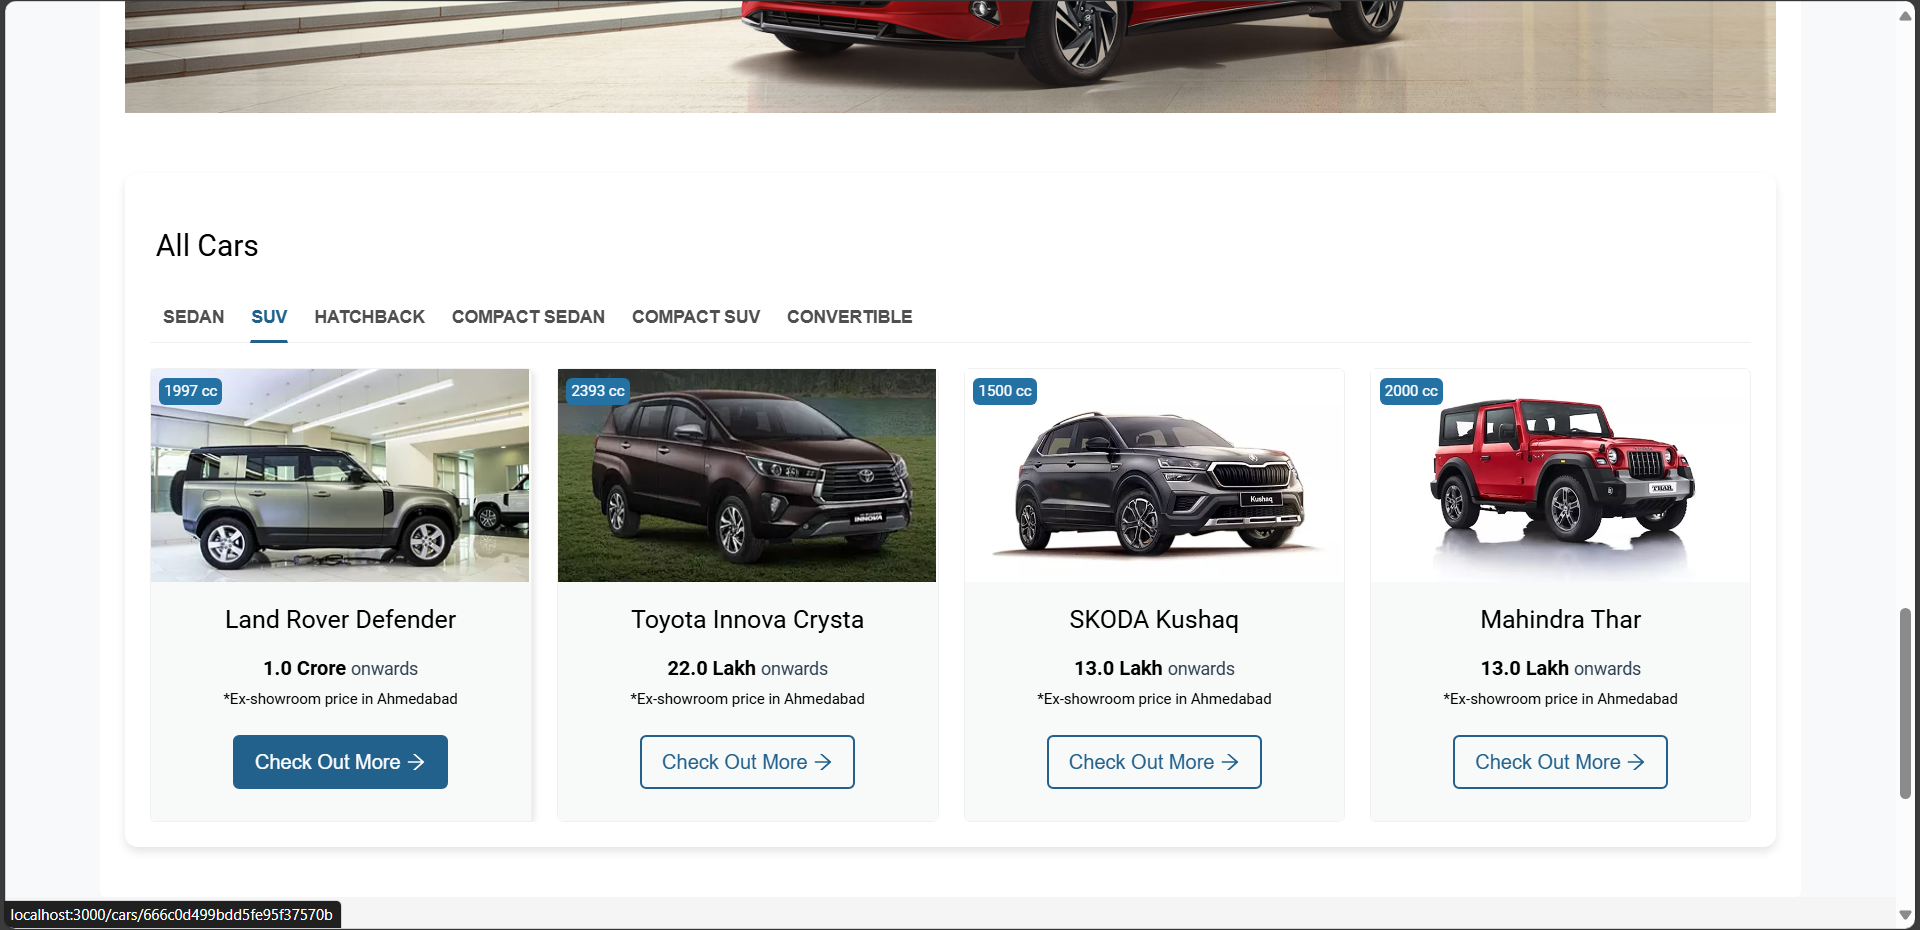 All Cars
SEDAN SUV HATCHBACK COMPACT SEDAN COMPACT SUV CONVERTIBLE
1997 cc
Land Rover Defender
1.0 Crore onwards
*Ex-showroom price in Ahmedabad
Check Out More →
2393 cc
INNOVA
Toyota Innova Crysta
22.0 Lakh onwards
*Ex-showroom price in Ahmedabad
Check Out More →
1500 cc
Kushaq
SKODA Kushaq
13.0 Lakh onwards
*Ex-showroom price in Ahmedabad
Check Out More →
2000 cc
THAR
Mahindra Thar
13.0 Lakh onwards
*Ex-showroom price in Ahmedabad
Check Out More →
localhost:3000/cars/666c0d499bdd5fe95f37570b